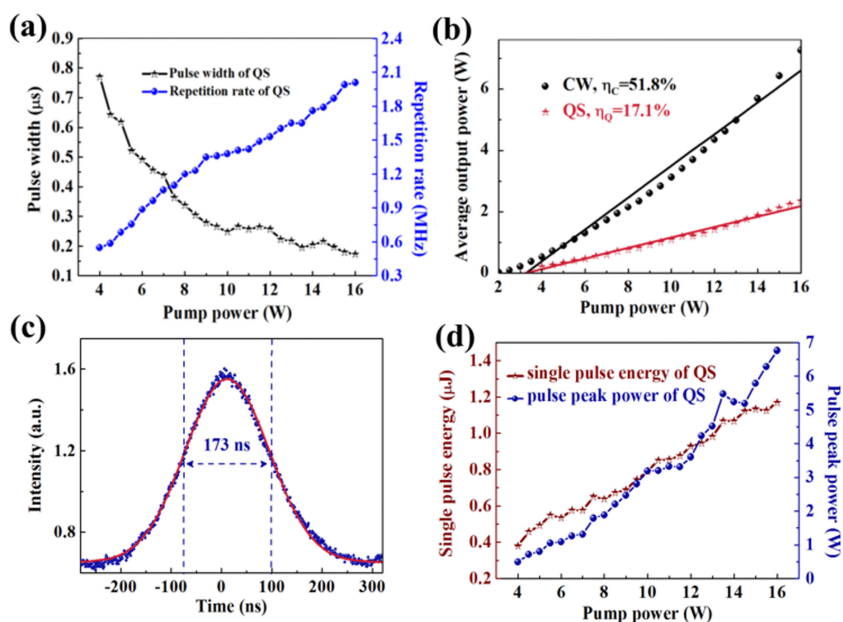 (a)
Pulse width (μs)
0.9
0.8
0.7
0.6
0.5
0.4
0.3
0.2
0.1
Pulse width of QS
Repetition rate of QS
2.4
2.1
1.8
1.5
1.2
0.9
0.6
0.3
Repetition rate (MHz)
4 6 8 10 12 14 16
Pump power (W)
(b)
Average output power (W)
6
4
2
0
CW, ηC=51.8%
QS, ηQ=17.1%
2 4 6 8 10 12 14 16
Pump power (W)
(c)
Intensity (a.u.)
1.6
1.2
0.8
173 ns
-200 -100 0 100 200 300
Time (ns)
(d)
Single pulse energy (μJ)
1.4
1.2
1.0
0.8
0.6
0.4
0.2
single pulse energy of QS
pulse peak power of QS
7
6
5
4
3
2
1
0
Pulse peak power (W)
4 6 8 10 12 14 16
Pump power (W)